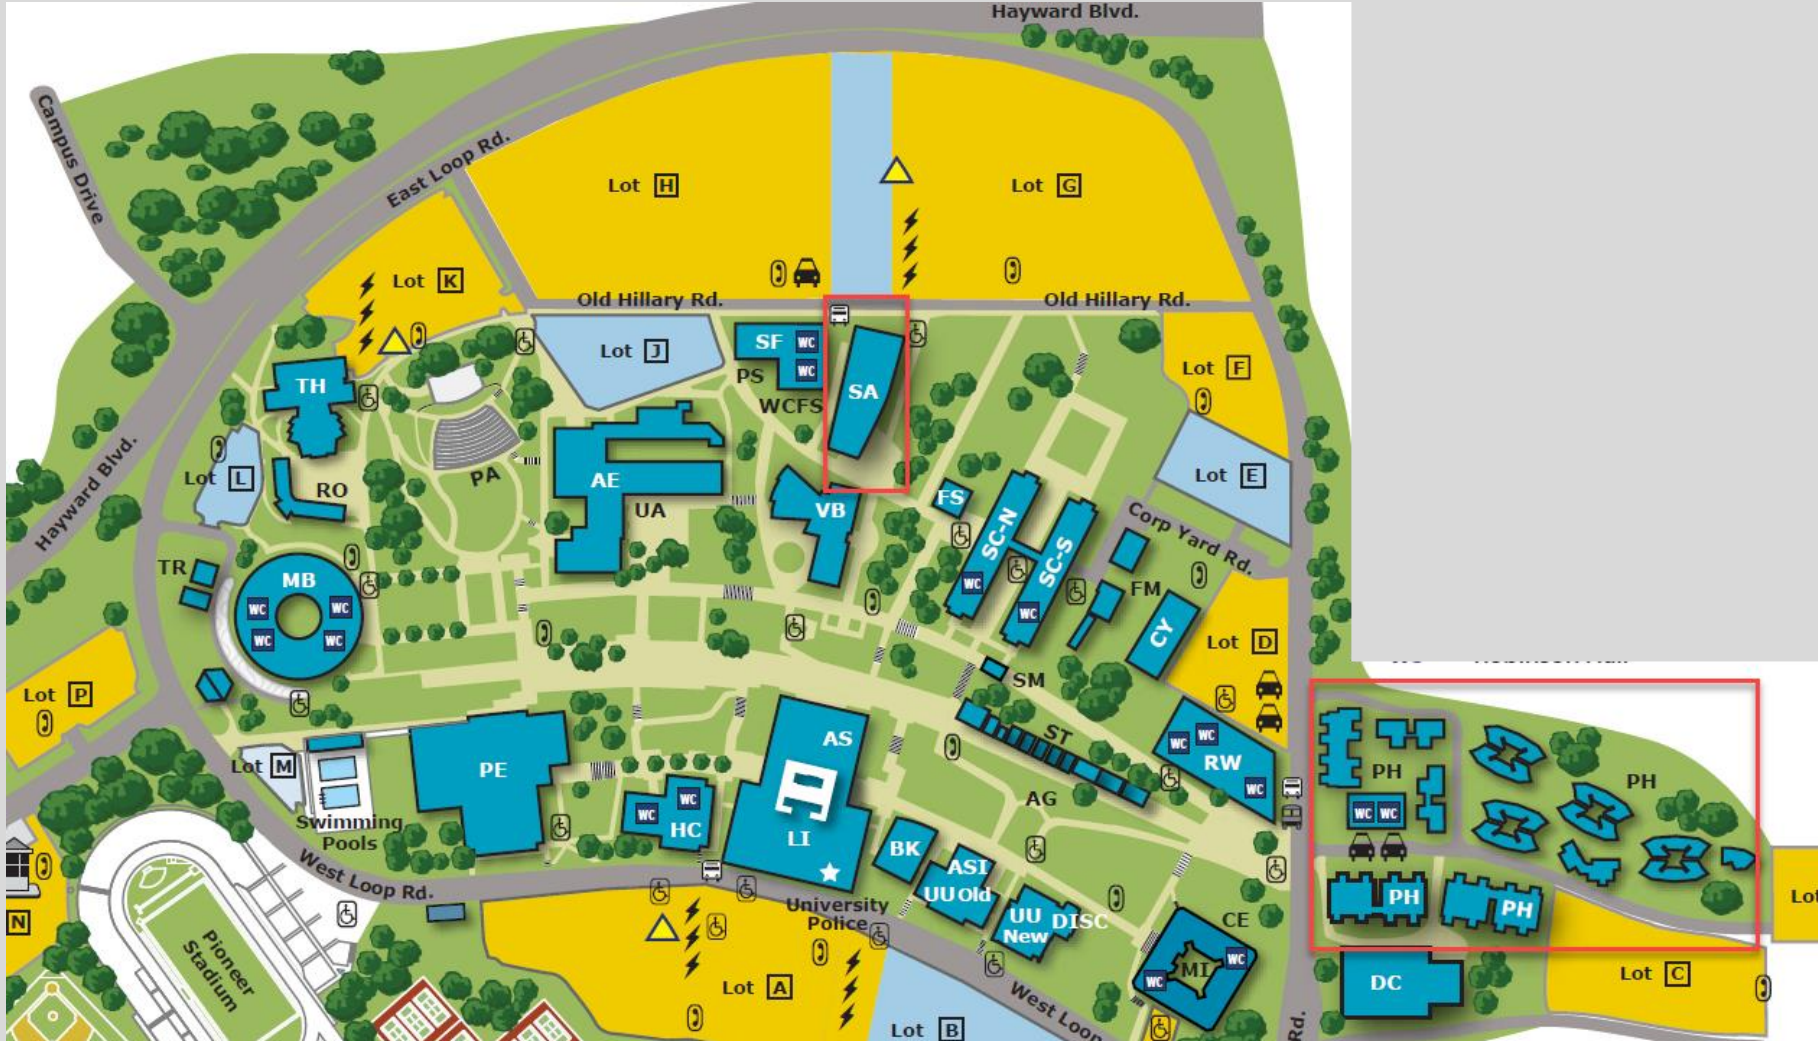 Hayward Blvd.
Campus Drive
East Loop Rd.
Lot H
Lot G
Lot K
Old Hillary Rd.
Old Hillary Rd.
Lot J
SF
WC
WC
PS
WCFS
SA
Lot F
TH
PA
Lot L
RO
AE
UA
VB
FS
SC-N
WC
SC-S
WC
Lot E
Corp Yard Rd.
Hayward Blvd.
TR
MB
WC
WC
WC
WC
FM
CY
Lot D
SM
Lot P
ST
AS
LI
PE
Lot M
Swimming
Pools
HC
WC
WC
RW
WC
WC
WC
AG
BK
ASI
UU Old
UU
New
DISC
CE
MI
WC
WC
PH
WC
WC
PH
PH
PH
Lot
West Loop Rd.
University
Police
N
Pioneer
Stadium
Lot A
Lot B
West Loop
Rd.
DC
Lot C